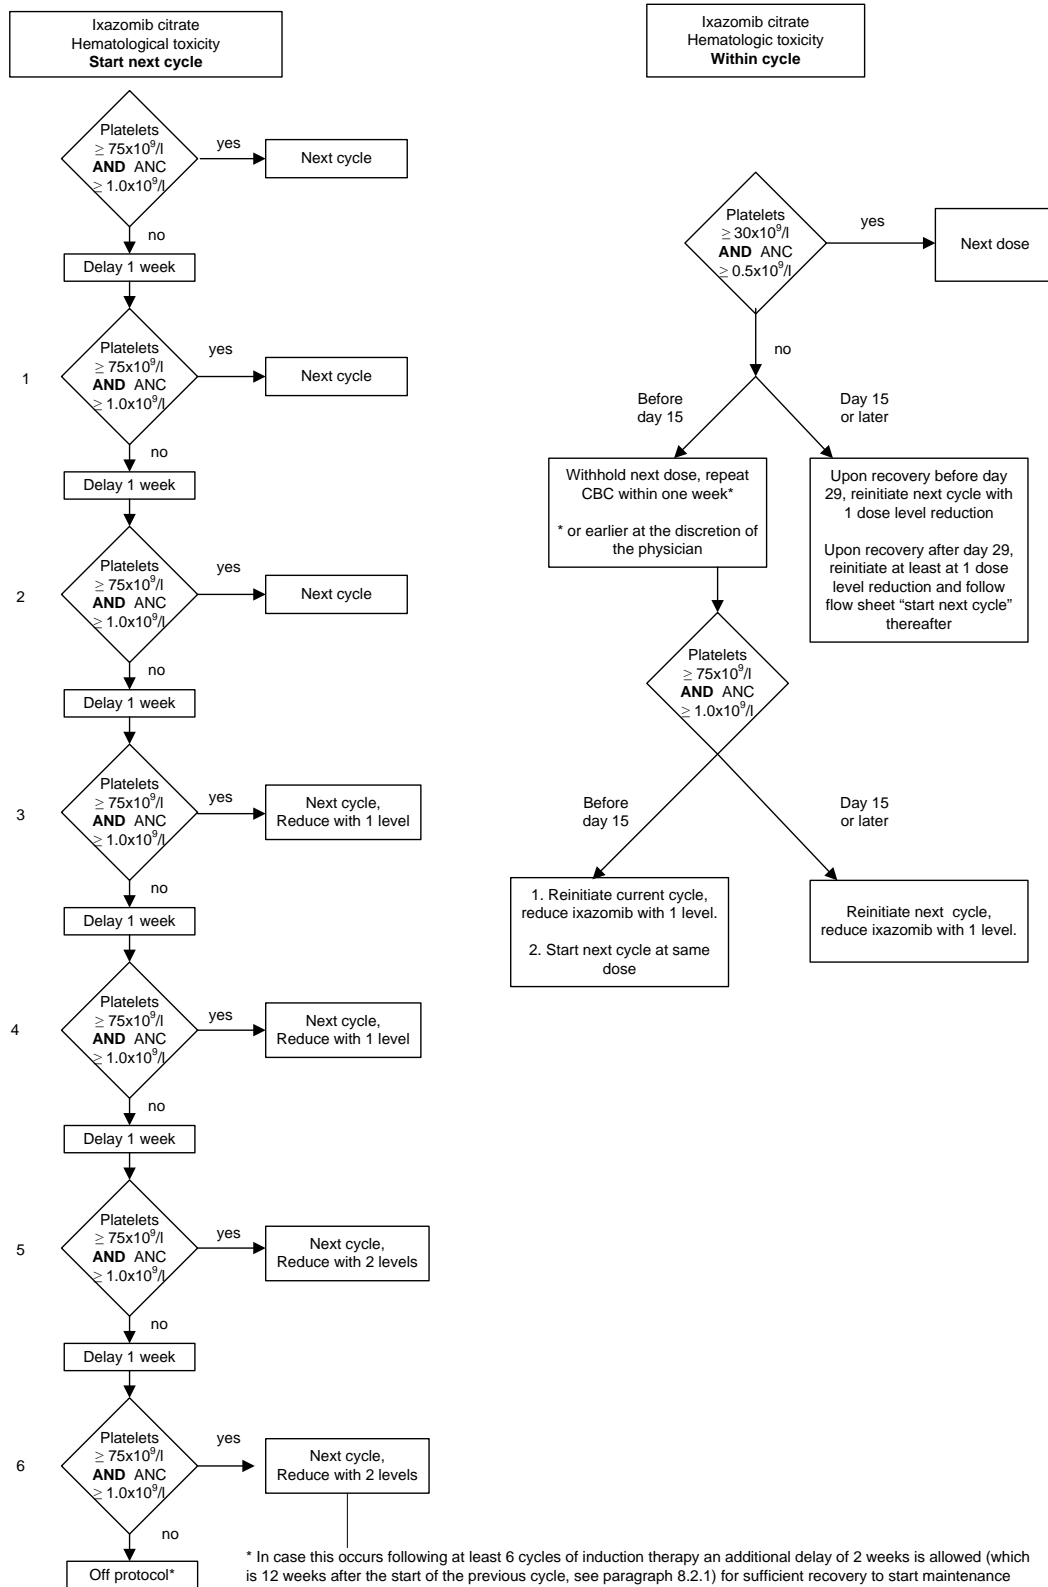 Ixazomib citrate
Hematological toxicity
Start next cycle
Platelets
≥ 75x10⁹/l
AND ANC
≥ 1.0x10⁹/l
yes
Next cycle
no
Delay 1 week
1
Platelets
≥ 75x10⁹/l
AND ANC
≥ 1.0x10⁹/l
yes
Next cycle
no
Delay 1 week
2
Platelets
≥ 75x10⁹/l
AND ANC
≥ 1.0x10⁹/l
yes
Next cycle
no
Delay 1 week
3
Platelets
≥ 75x10⁹/l
AND ANC
≥ 1.0x10⁹/l
yes
Next cycle,
Reduce with 1 level
no
Delay 1 week
4
Platelets
≥ 75x10⁹/l
AND ANC
≥ 1.0x10⁹/l
yes
Next cycle,
Reduce with 1 level
no
Delay 1 week
5
Platelets
≥ 75x10⁹/l
AND ANC
≥ 1.0x10⁹/l
yes
Next cycle,
Reduce with 2 levels
no
Delay 1 week
6
Platelets
≥ 75x10⁹/l
AND ANC
≥ 1.0x10⁹/l
yes
Next cycle,
Reduce with 2 levels
no
Off protocol*
Ixazomib citrate
Hematologic toxicity
Within cycle
Platelets
≥ 30x10⁹/l
AND ANC
≥ 0.5x10⁹/l
yes
Next dose
no
Before
day 15
Day 15
or later
Withhold next dose, repeat
CBC within one week*
* or earlier at the discretion of
the physician
Upon recovery before day
29, reinitiate next cycle with
1 dose level reduction
Upon recovery after day 29,
reinitiate at least at 1 dose
level reduction and follow
flow sheet “start next cycle”
thereafter
Platelets
≥ 75x10⁹/l
AND ANC
≥ 1.0x10⁹/l
Before
day 15
Day 15
or later
1. Reinitiate current cycle,
reduce ixazomib with 1 level.
2. Start next cycle at same
dose
Reinitiate next cycle,
reduce ixazomib with 1 level.
* In case this occurs following at least 6 cycles of induction therapy an additional delay of 2 weeks is allowed (which
is 12 weeks after the start of the previous cycle, see paragraph 8.2.1) for sufficient recovery to start maintenance